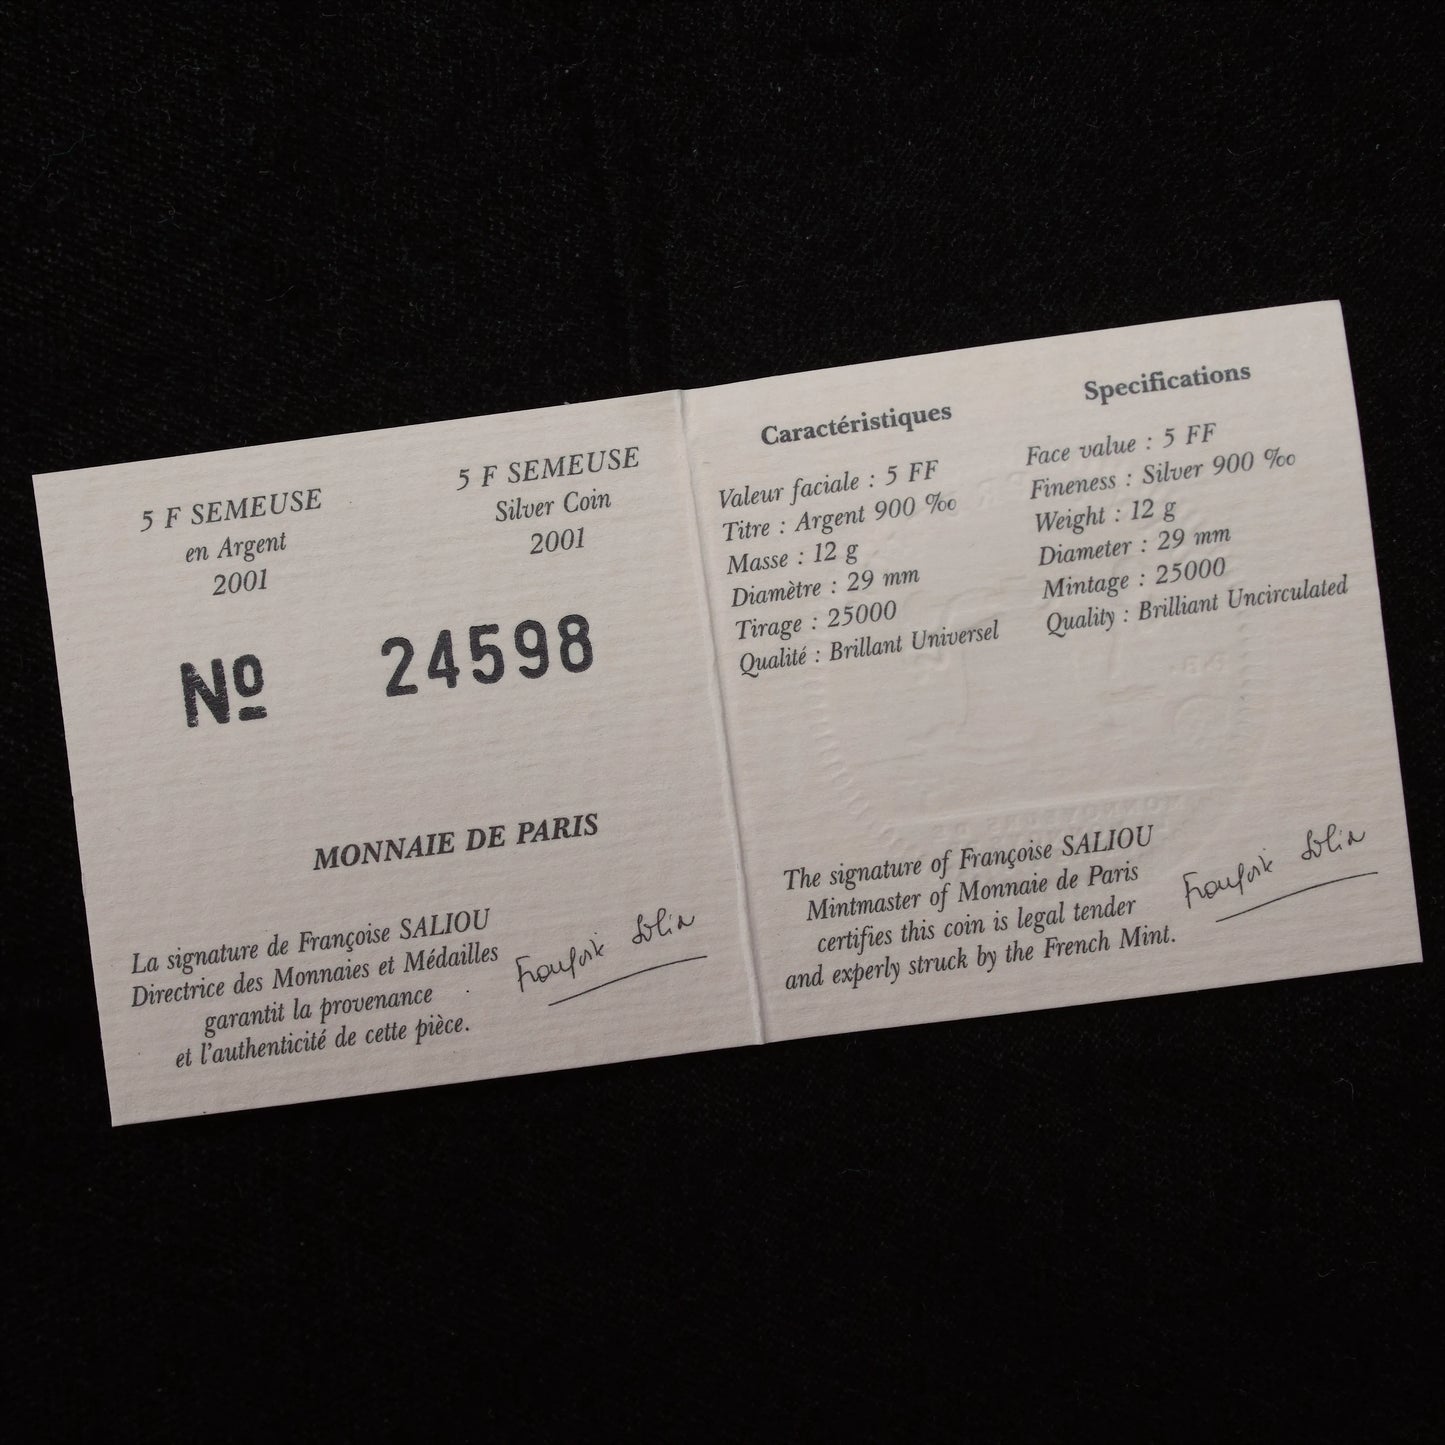 5 F SEMEUSE
en Argent
2001
5 F SEMEUSE
Silver Coin
2001
Nº 24598
MONNAIE DE PARIS
La signature de Françoise SALIOU
Directrice des Monnaies et Médailles
garantit la provenance
et l'authenticité de cette pièce.
Caractéristiques
Valeur faciale : 5 FF
Titre : Argent 900 ‰
Masse : 12 g
Diamètre : 29 mm
Tirage : 25000
Qualité : Brillant Universel
Specifications
Face value : 5 FF
Fineness : Silver 900 ‰
Weight : 12 g
Diameter : 29 mm
Mintage : 25000
Quality : Brilliant Uncirculated
The signature of Françoise SALIOU
Mintmaster of Monnaie de Paris
certifies this coin is legal tender
and experly struck by the French Mint.